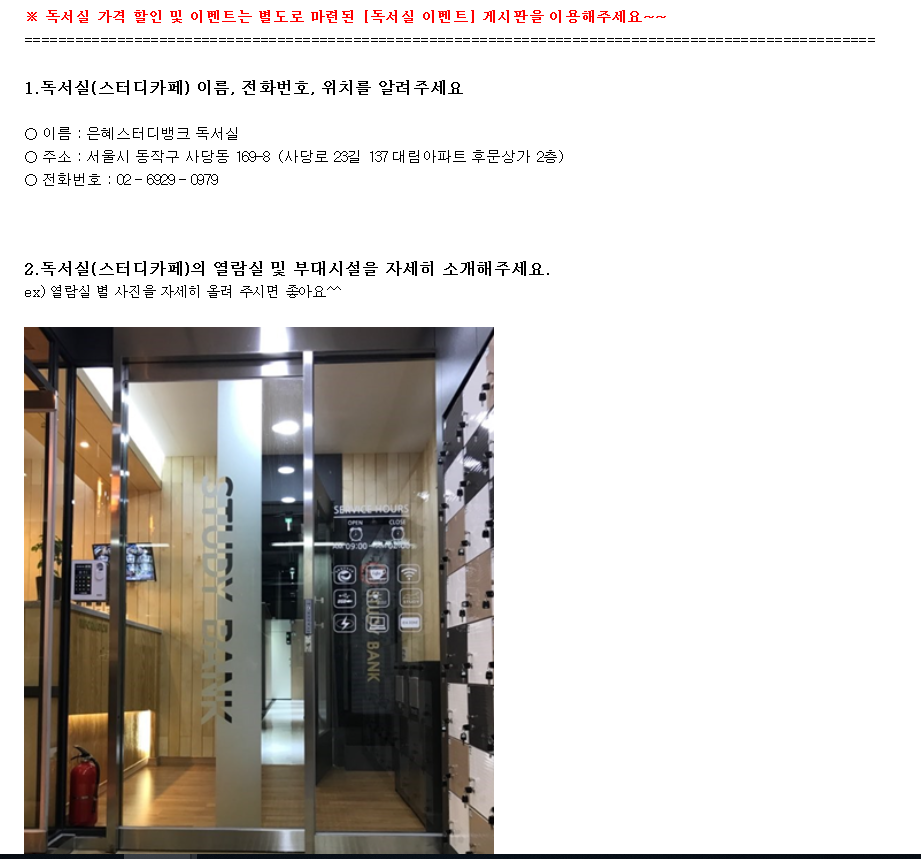 ※ 독서실 가격 할인 및 이벤트는 별도로 마련된 [독서실 이벤트] 게시판을 이용해주세요~~
=====================================================================================================
1.독서실(스터디카페) 이름, 전화번호, 위치를 알려주세요
○ 이름 : 은혜스터디뱅크 독서실
○ 주소 : 서울시 동작구 사당동 169-8 (사당로 23길 137 대림아파트 후문상가 2층)
○ 전화번호 : 02 - 6929 - 0979
2.독서실(스터디카페)의 열람실 및 부대시설을 자세히 소개해주세요.
ex) 열람실 별 사진을 자세히 올려 주시면 좋아요^^
STUDY BANK
SERVICE HOURS
OPEN CLOSE
AM 09:00 - AM 02:00
STUDY BANK